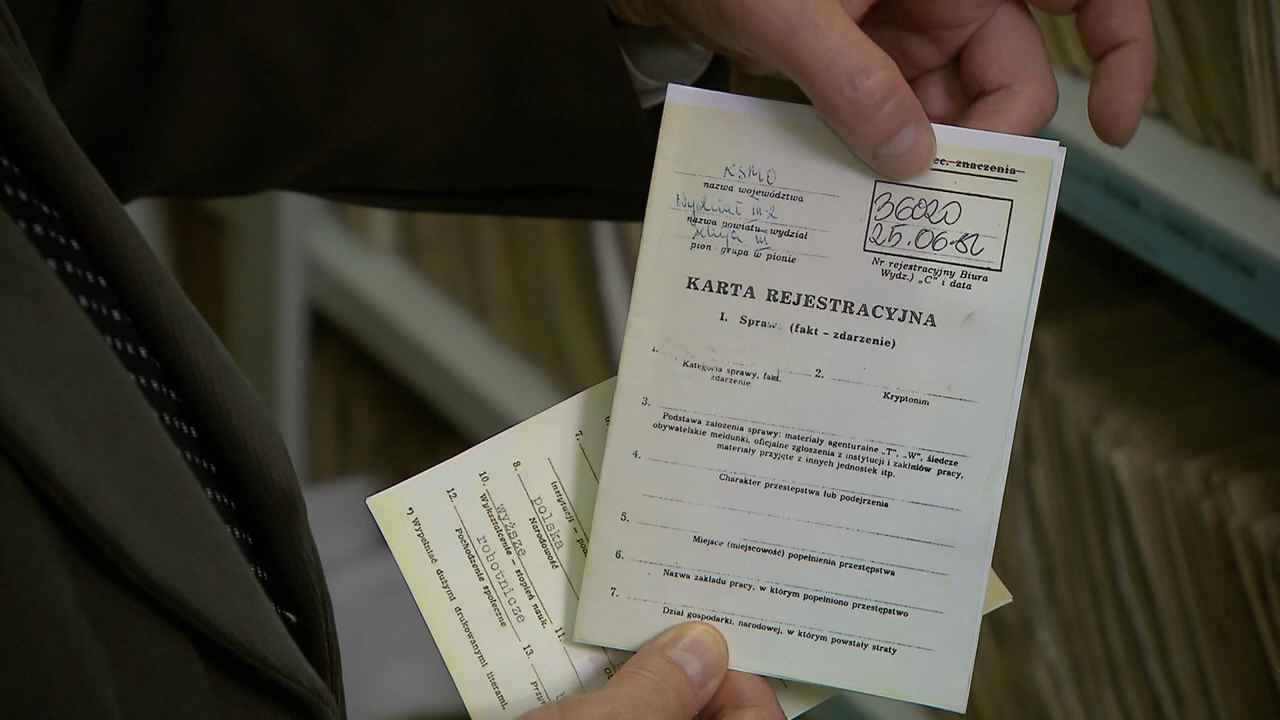 ec. znaczenia
KSMO
nazwa województwa
Wydział III-2
nazwa powiatu - wydział
sekcja III
pion - grupa w pionie
36020
25.06.82
Nr rejestracyjny Biura
Wydz.) „C" i data
KARTA REJESTRACYJNA
I. Spraw. (fakt – zdarzenie)
1.
Kategoria sprawy, fakt,
zdarzenie
2.
Kryptonim
3.
Podstawa założenia sprawy: materiały agenturalne „T", „W", śledcze
obywatelskie meldunki, oficjalne zgłoszenia z instytucji i zakładów pracy,
materiały przyjęte z innych jednostek itp.
4.
Charakter przestępstwa lub podejrzenia
5.
Miejsce (miejscowość) popełnienia przestępstwa
6.
Nazwa zakładu pracy, w którym popełniono przestępstwo
7.
Dział gospodarki, narodowej, w którym powstały straty
7.
instytucji –
8. polska
Narodowość
10. wyższe
Wykształcenie – stopień nauk.
11.
12. robotnicze
Pochodzenie społeczne
13.
*) Wypełniać dużymi drukowanymi literami.